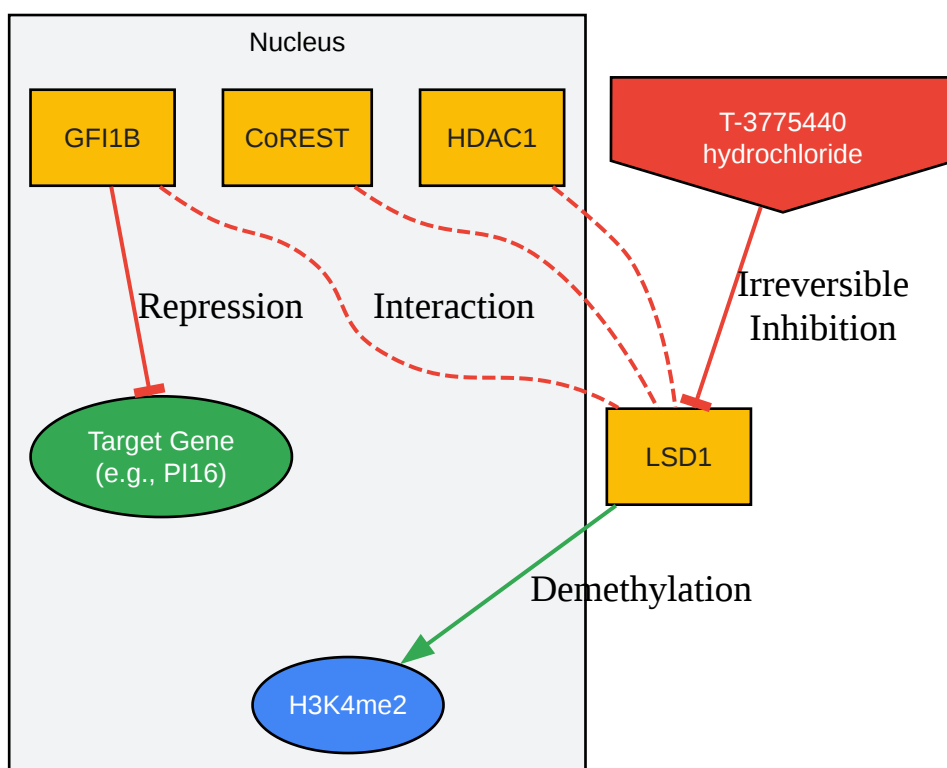 Nucleus
GFI1B
CoREST
HDAC1
T-3775440
hydrochloride
Repression
Interaction
Irreversible
Inhibition
Target Gene
(e.g., PI16)
LSD1
Demethylation
H3K4me2